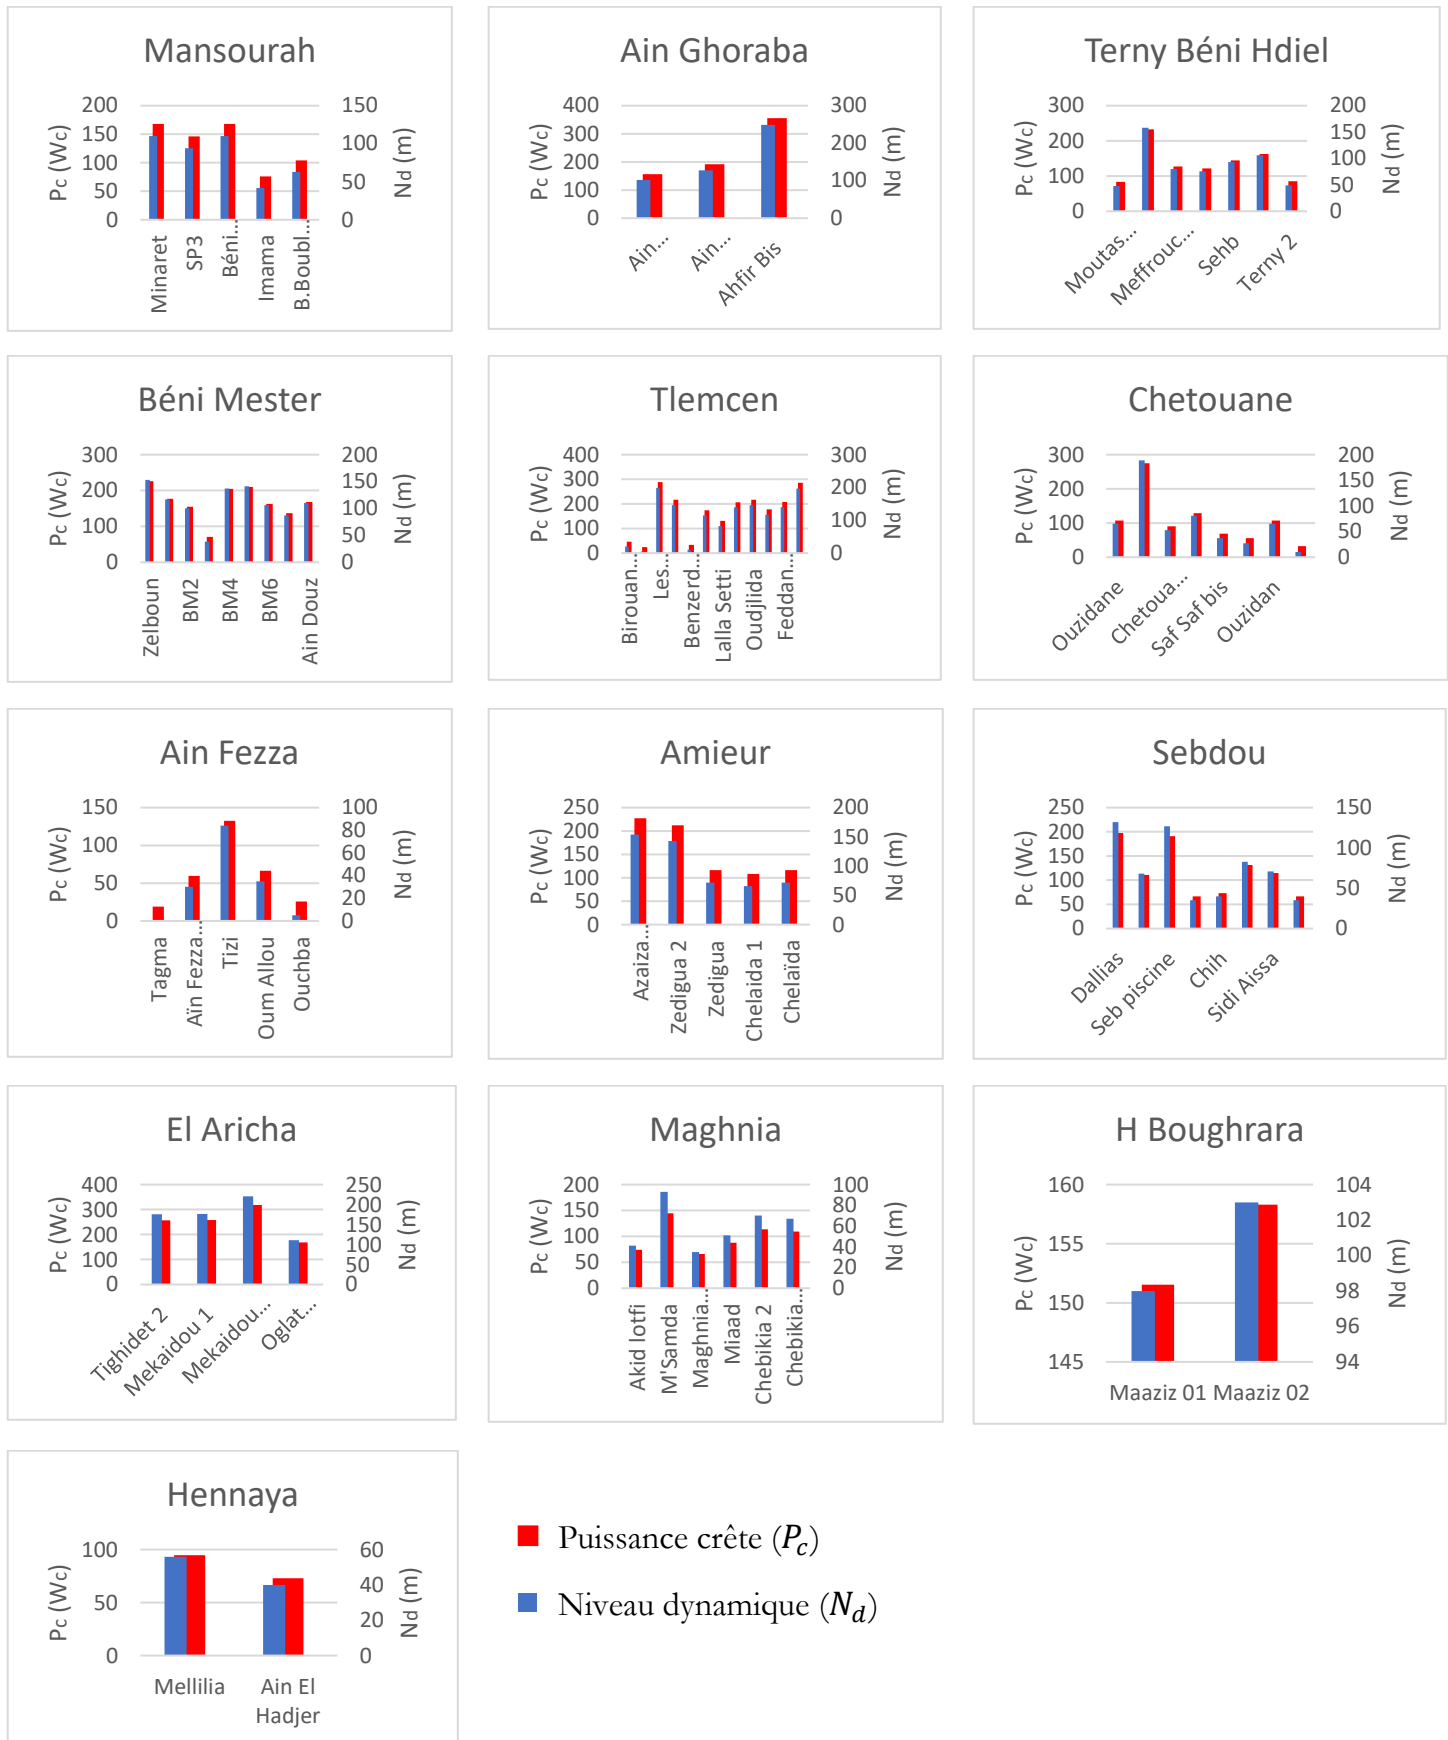 Mansourah
200
150
100
50
0
150
100
50
0
Pc (Wc)
Nd (m)
Minaret
SP3
Béni…
Imama
B.Boubl…
Ain Ghoraba
400
300
200
100
0
300
200
100
0
Pc (Wc)
Nd (m)
Ain…
Ain…
Ahfir Bis
Terny Béni Hdiel
300
200
100
0
200
150
100
50
0
Pc (Wc)
Nd (m)
Moutas…
Meffrouc…
Sehb
Terny 2
Béni Mester
300
200
100
0
200
150
100
50
0
Pc (Wc)
Nd (m)
Zelboun
BM2
BM4
BM6
Ain Douz
Tlemcen
400
300
200
100
0
300
200
100
0
Pc (Wc)
Nd (m)
Birouan…
Les…
Benzerd…
Lalla Setti
Oudjlida
Feddan…
Chetouane
300
200
100
0
200
150
100
50
0
Pc (Wc)
Nd (m)
Ouzidane
Chetoua…
Saf Saf bis
Ouzidan
Ain Fezza
150
100
50
0
100
80
60
40
20
0
Pc (Wc)
Nd (m)
Tagma
Aïn Fezza…
Tizi
Oum Allou
Ouchba
Amieur
250
200
150
100
50
0
200
150
100
50
0
Pc (Wc)
Nd (m)
Azaiza…
Zedigua 2
Zedigua
Chelaida 1
Chelaïda
Sebdou
250
200
150
100
50
0
150
100
50
0
Pc (Wc)
Nd (m)
Dallias
Seb piscine
Chih
Sidi Aissa
El Aricha
400
300
200
100
0
250
200
150
100
50
0
Pc (Wc)
Nd (m)
Tighidet 2
Mekaidou 1
Mekaidou…
Oglat…
Maghnia
200
150
100
50
0
100
80
60
40
20
0
Pc (Wc)
Nd (m)
Akid lotfi
M'Samda
Maghnia…
Miaad
Chebikia 2
Chebikia…
H Boughrara
160
155
150
145
104
102
100
98
96
94
Pc (Wc)
Nd (m)
Maaziz 01 Maaziz 02
Hennaya
100
50
0
60
40
20
0
Pc (Wc)
Nd (m)
Mellilia
Ain El
Hadjer
Puissance crête (Pc)
Niveau dynamique (Nd)